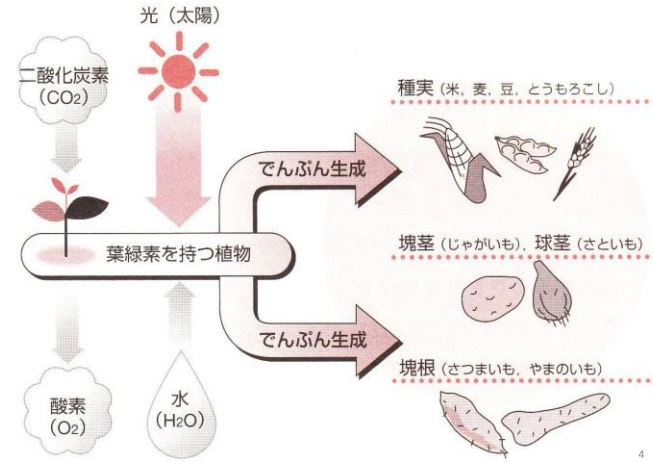 光（太陽）
二酸化炭素
（CO2）
種実（米，麦，豆，とうもろこし）
でんぷん生成
葉緑素を持つ植物
塊茎（じゃがいも），球茎（さといも）
でんぷん生成
塊根（さつまいも，やまのいも）
酸素
（O2）
水
（H2O）
4